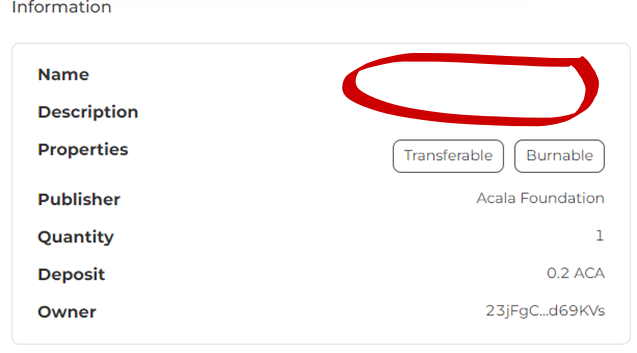 Information
Name
Description
Properties Transferable Burnable
Publisher Acala Foundation
Quantity 1
Deposit 0.2 ACA
Owner 23jFgC...d69KVs